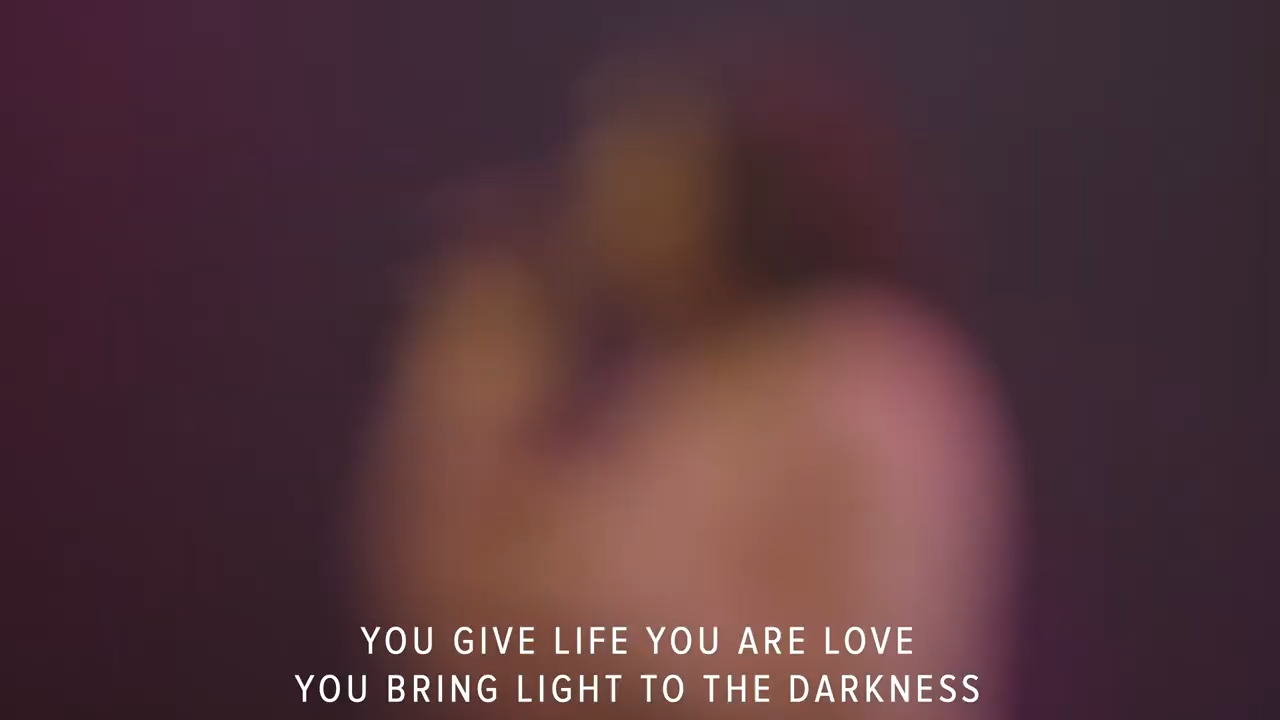 YOU GIVE LIFE YOU ARE LOVE
YOU BRING LIGHT TO THE DARKNESS